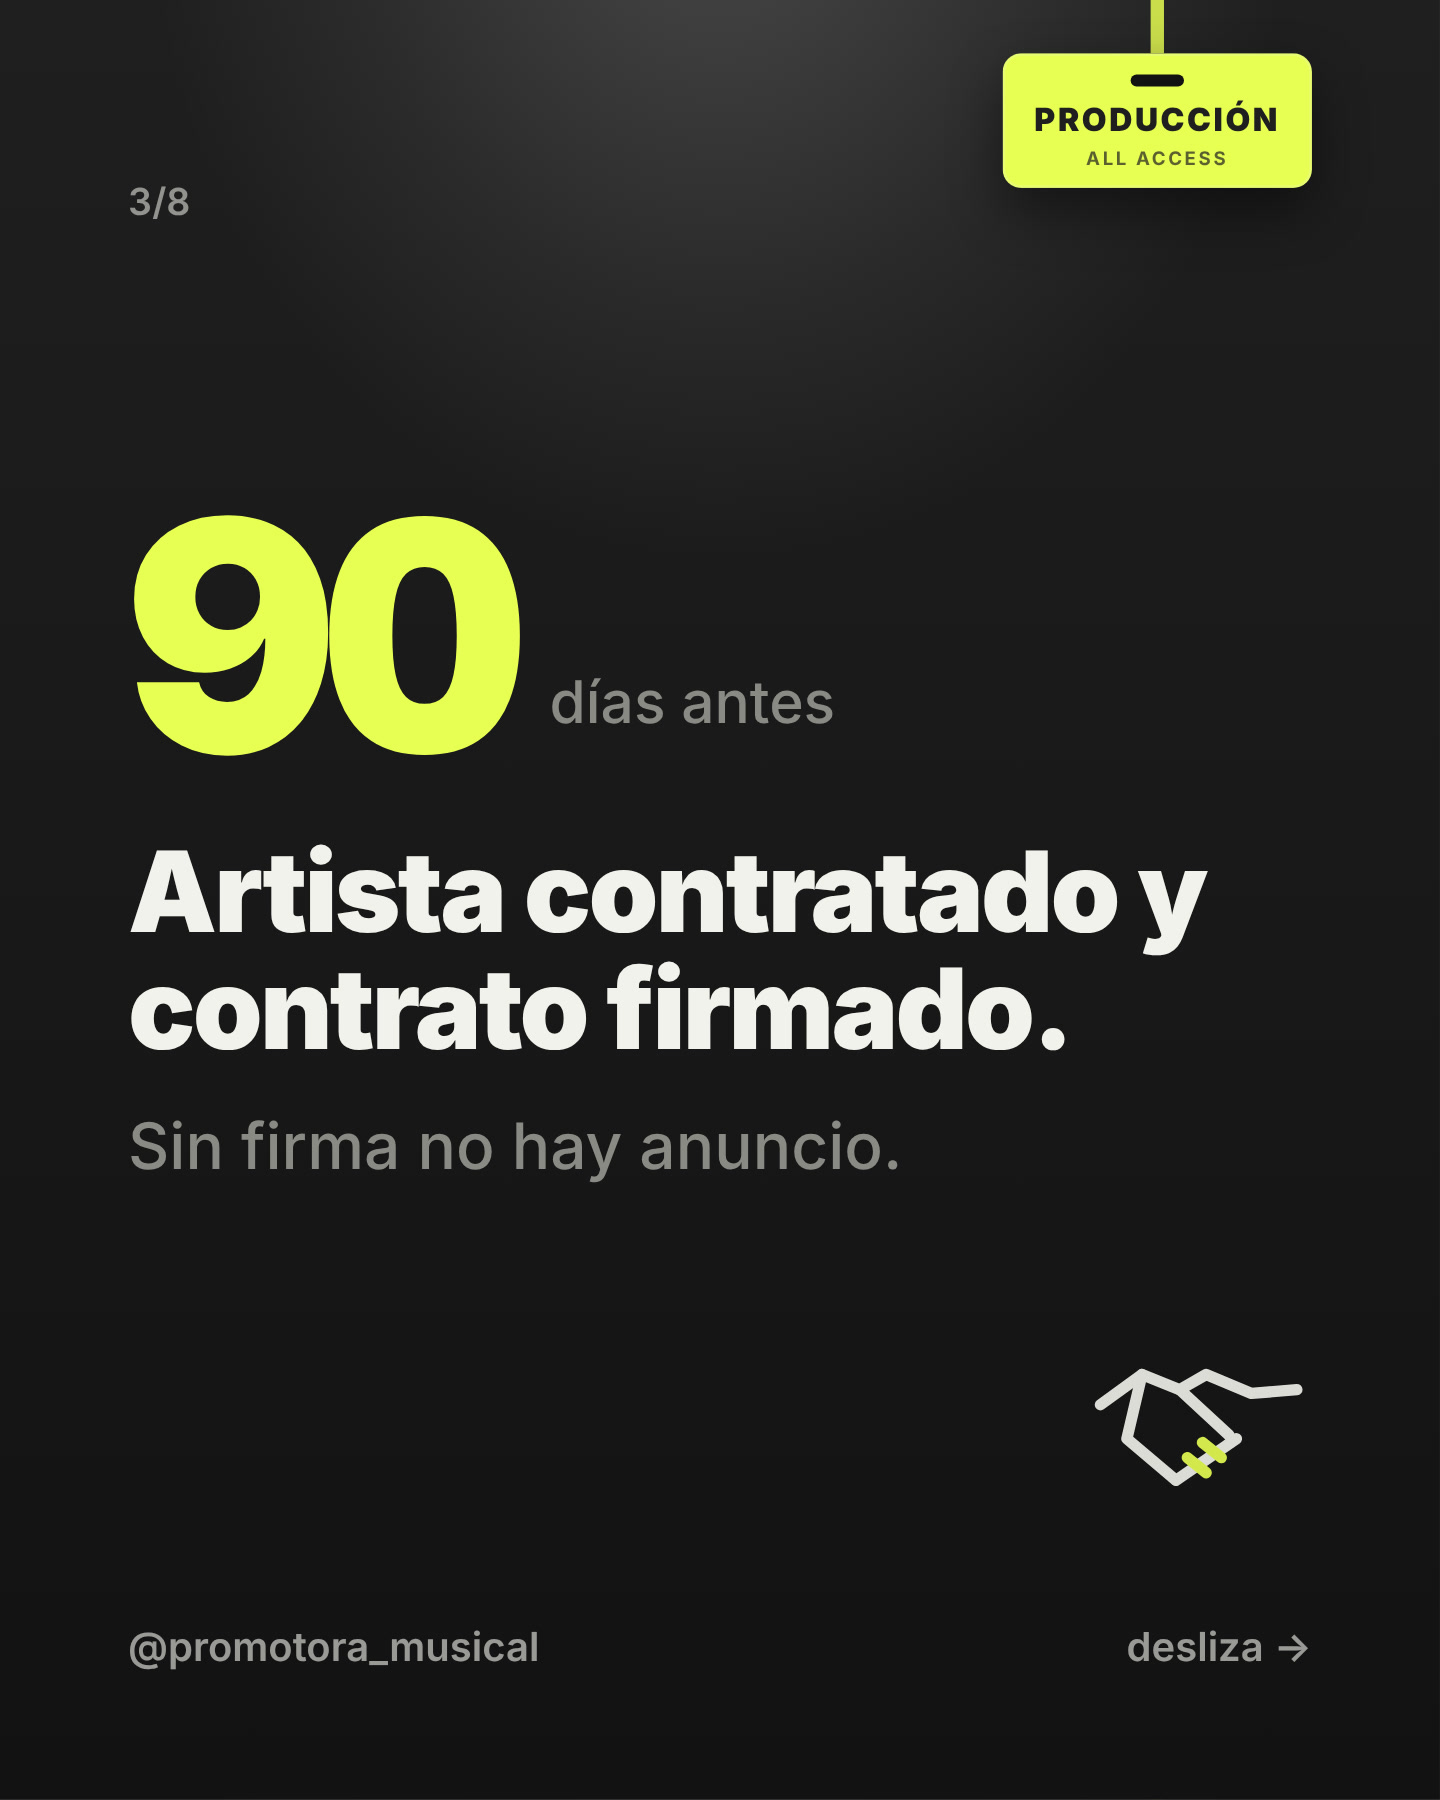 PRODUCCIÓN
ALL ACCESS
3/8
90 días antes
Artista contratado y
contrato firmado.
Sin firma no hay anuncio.
@promotora_musical
desliza →